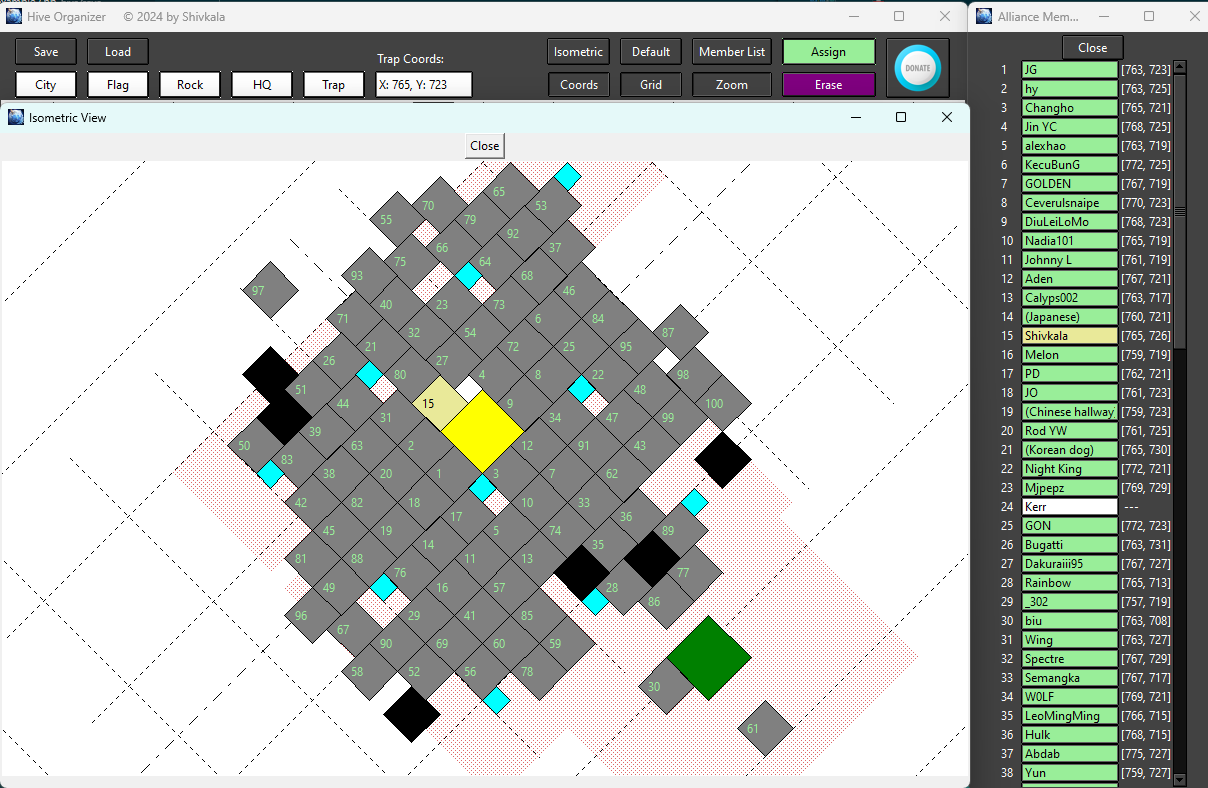 Hive Organizer © 2024 by Shivkala
Alliance Mem...
Save Load
Trap Coords:
Isometric Default Member List Assign
DONATE
City Flag Rock HQ Trap X: 765, Y: 723
Coords Grid Zoom Erase
Isometric View
Close
65
70 53
55 79
92
66 37
75 64
93 68
97 46
40 23 73
71 6 84
32 54 87
21 72 25 95
26 27
80 4 8 22 98
51 48
44 15 9 100
31 34 47 99
39
50 63 2 12 91 43
83
38 20 1 3 7 62
42 82 18 10 33
17 36
45 19 5 74 89
14 35
81 88 11 13
76 77
49 16 57 28
86
96 29 41 85
67
90 69 60 59
58 52 56 78
30
61
Close
1 JG [763, 723]
2 hy [763, 725]
3 Changho [765, 721]
4 Jin YC [768, 725]
5 alexhao [763, 719]
6 KecuBunG [772, 725]
7 GOLDEN [767, 719]
8 Ceverulsnaipe [770, 723]
9 DiuLeiLoMo [768, 723]
10 Nadia101 [765, 719]
11 Johnny L [761, 719]
12 Aden [767, 721]
13 Calyps002 [763, 717]
14 (Japanese) [760, 721]
15 Shivkala [765, 726]
16 Melon [759, 719]
17 PD [762, 721]
18 JO [761, 723]
19 (Chinese hallway) [759, 723]
20 Rod YW [761, 725]
21 (Korean dog) [765, 730]
22 Night King [772, 721]
23 Mjpepz [769, 729]
24 Kerr ---
25 GON [772, 723]
26 Bugatti [763, 731]
27 Dakuraiii95 [767, 727]
28 Rainbow [765, 713]
29 _302 [757, 719]
30 biu [763, 708]
31 Wing [763, 727]
32 Spectre [767, 729]
33 Semangka [767, 717]
34 W0LF [769, 721]
35 LeoMingMing [766, 715]
36 Hulk [768, 715]
37 Abdab [775, 727]
38 Yun [759, 727]